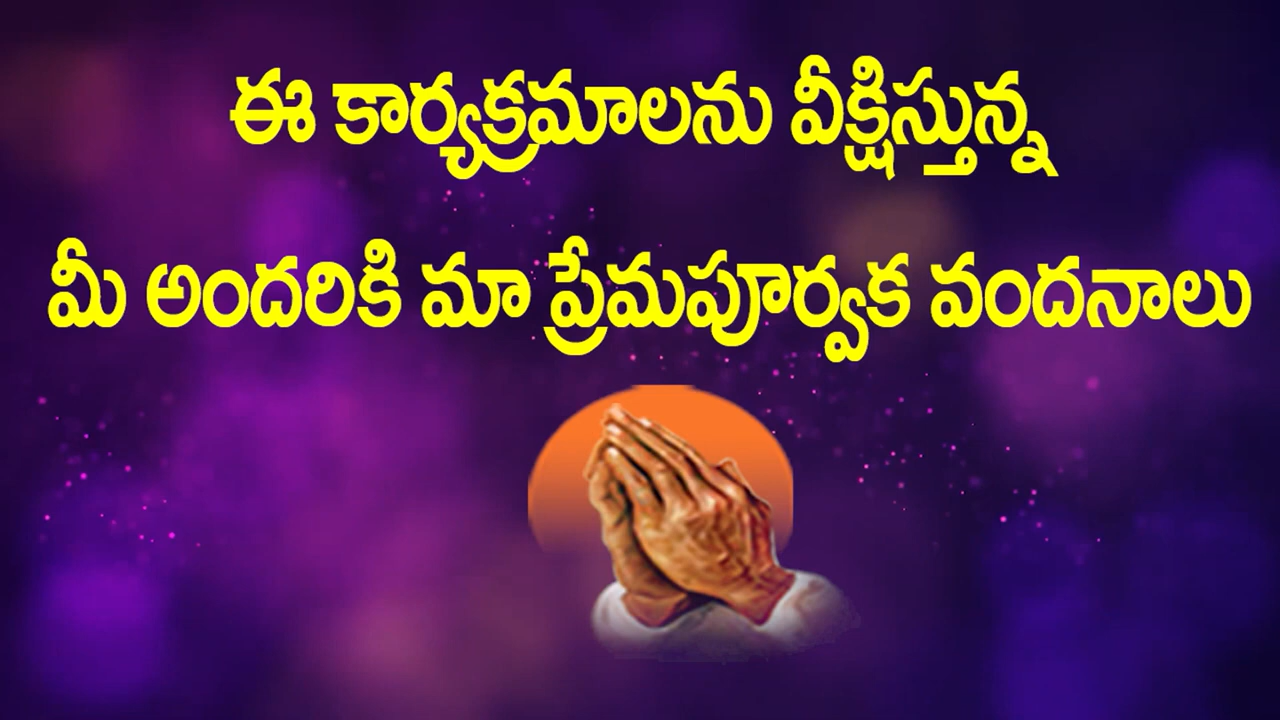 ఈ కార్యక్రమాలను వీక్షిస్తున్న
మీ అందరికి మా ప్రేమపూర్వక వందనాలు